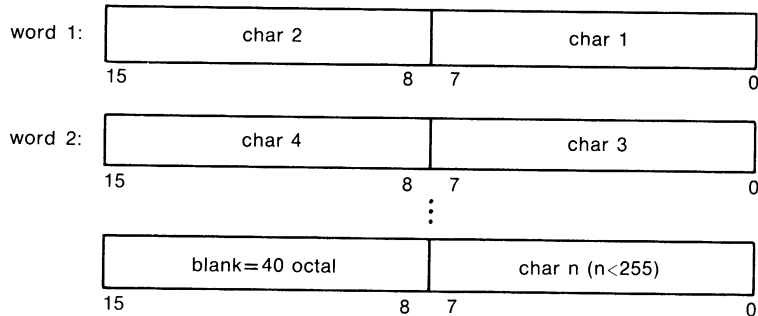 word 1: char 2 char 1
15 8 7 0
word 2: char 4 char 3
15 8 7 0
blank=40 octal char n (n<255)
15 8 7 0